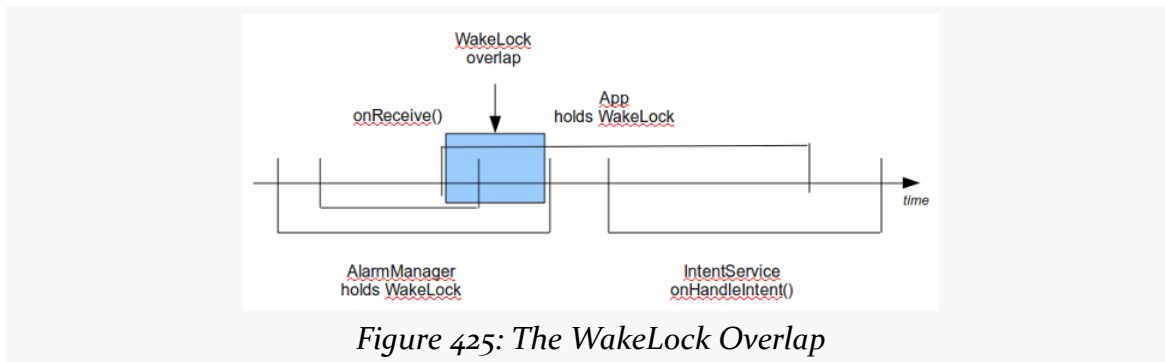 WakeLock
overlap
onReceive()
App
holds WakeLock
time
AlarmManager
holds WakeLock
IntentService
onHandleIntent()
Figure 425: The WakeLock Overlap